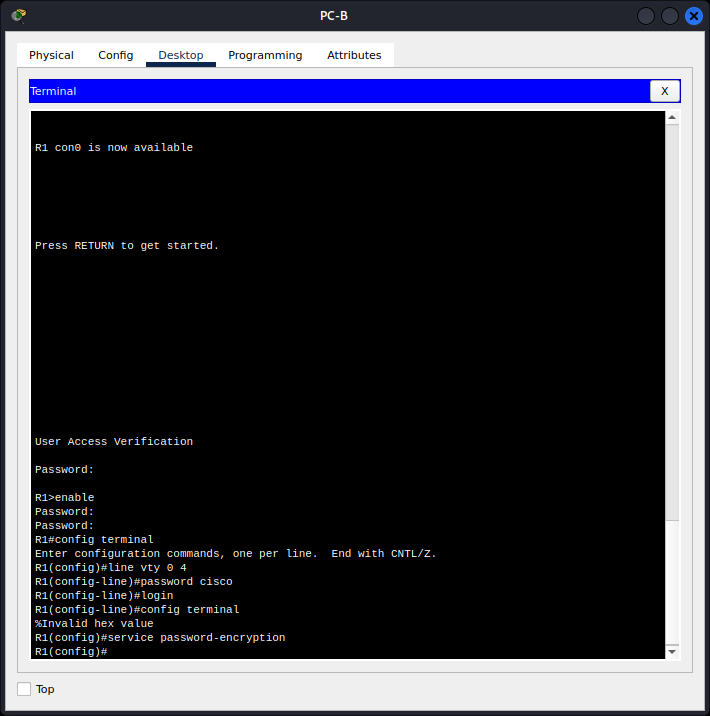 PC-B
Physical Config Desktop Programming Attributes
Terminal X
R1 con0 is now available
Press RETURN to get started.
User Access Verification
Password:
R1>enable
Password:
Password:
R1#config terminal
Enter configuration commands, one per line.  End with CNTL/Z.
R1(config)#line vty 0 4
R1(config-line)#password cisco
R1(config-line)#login
R1(config-line)#config terminal
%Invalid hex value
R1(config)#service password-encryption
R1(config)#
Top